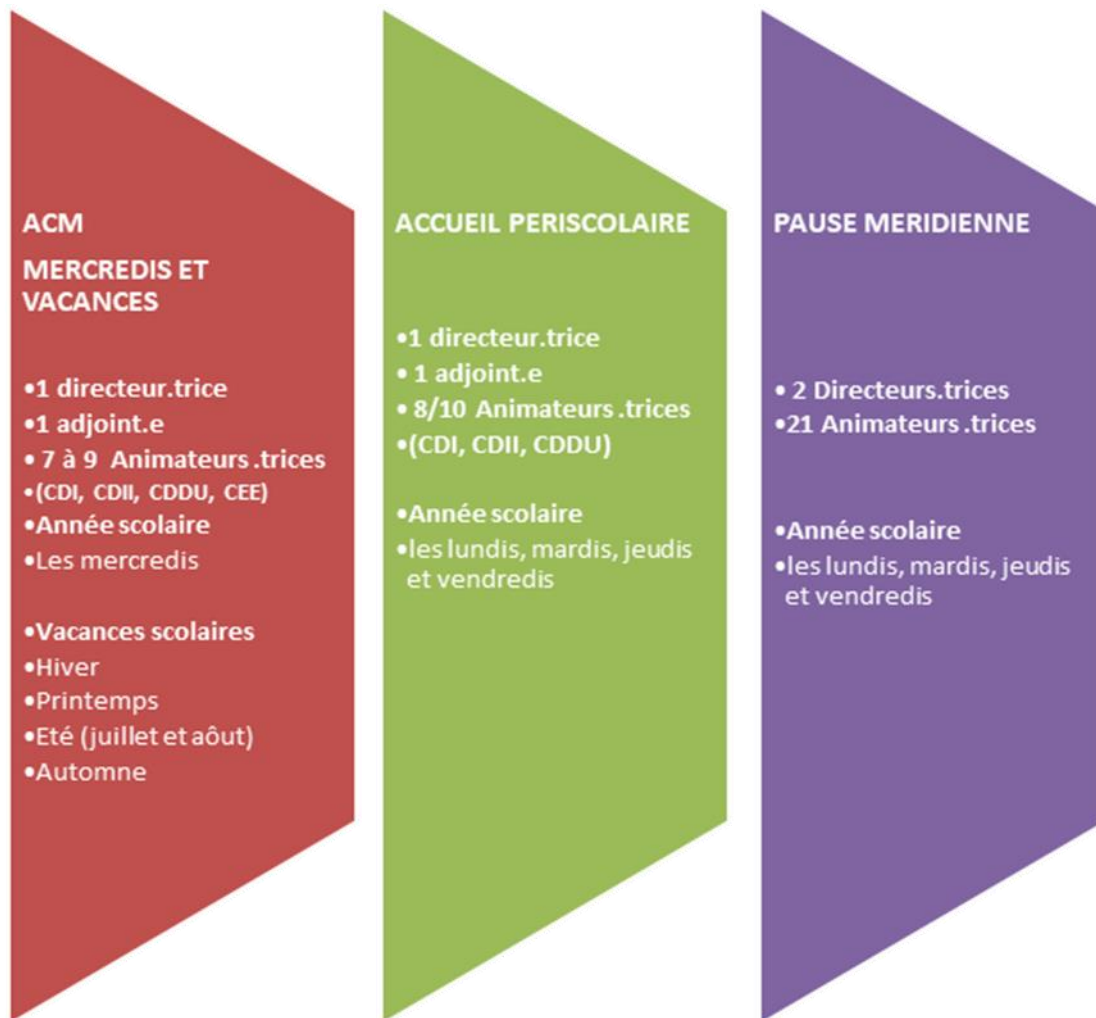 ACM
MERCREDIS ET
VACANCES
•1 directeur.trice
•1 adjoint.e
• 7 à 9 Animateurs .trices
•(CDI, CDII, CDDU, CEE)
•Année scolaire
•Les mercredis
•Vacances scolaires
•Hiver
•Printemps
•Eté (juillet et aôut)
•Automne
ACCUEIL PERISCOLAIRE
•1 directeur.trice
• 1 adjoint.e
• 8/10 Animateurs .trices
•(CDI, CDII, CDDU)
•Année scolaire
•les lundis, mardis, jeudis
et vendredis
PAUSE MERIDIENNE
• 2 Directeurs.trices
•21 Animateurs .trices
•Année scolaire
•les lundis, mardis, jeudis
et vendredis